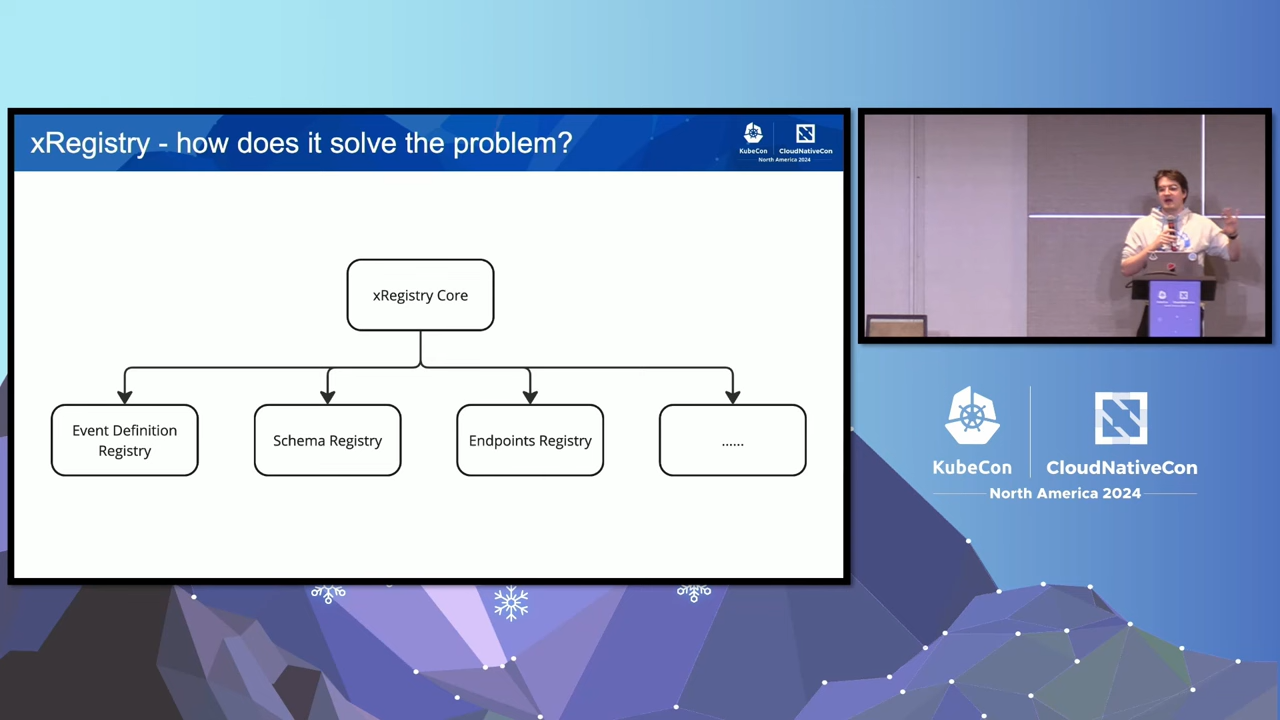 xRegistry - how does it solve the problem?
KubeCon
CloudNativeCon
North America 2024
xRegistry Core
Event Definition
Registry
Schema Registry
Endpoints Registry
......
KubeCon
CloudNativeCon
North America 2024